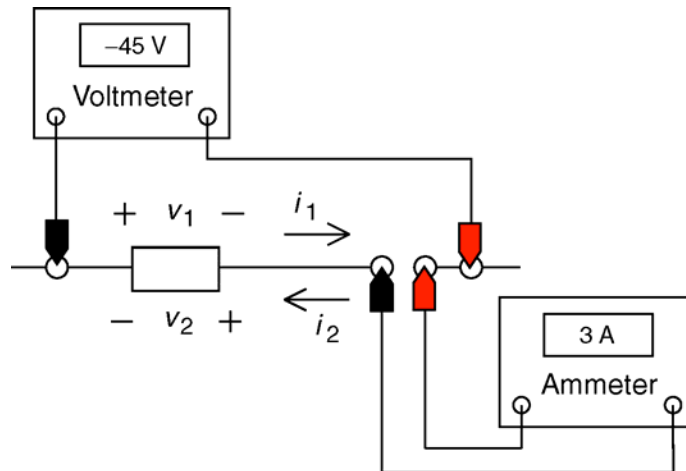 –45 V
Voltmeter
+ v1 – i1
– v2 + i2
3 A
Ammeter